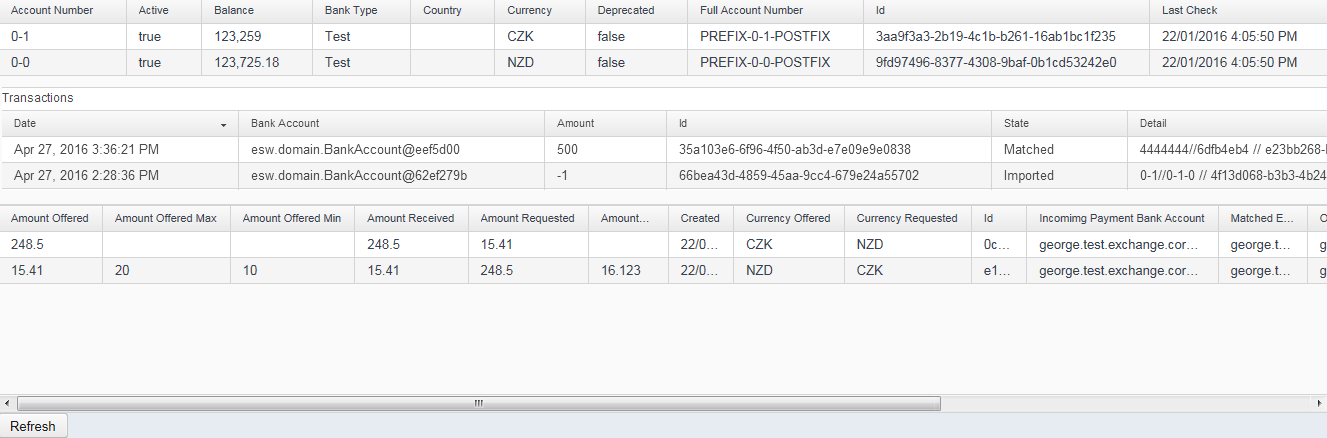 Account Number Active Balance Bank Type Country Currency Deprecated Full Account Number Id Last Check
0-1 true 123,259 Test CZK false PREFIX-0-1-POSTFIX 3aa9f3a3-2b19-4c1b-b261-16ab1bc1f235 22/01/2016 4:05:50 PM
0-0 true 123,725.18 Test NZD false PREFIX-0-0-POSTFIX 9fd97496-8377-4308-9baf-0b1cd53242e0 22/01/2016 4:05:50 PM
Transactions
Date Bank Account Amount Id State Detail
Apr 27, 2016 3:36:21 PM esw.domain.BankAccount@eef5d00 500 35a103e6-6f96-4f50-ab3d-e7e09e9e0838 Matched 4444444//6dfb4eb4 // e23bb268-
Apr 27, 2016 2:28:36 PM esw.domain.BankAccount@62ef279b -1 66bea43d-4859-45aa-9cc4-679e24a55702 Imported 0-1//0-1-0 // 4f13d068-b3b3-4b24
Amount Offered Amount Offered Max Amount Offered Min Amount Received Amount Requested Amount... Created Currency Offered Currency Requested Id Incomimg Payment Bank Account Matched E... O
248.5 248.5 15.41 22/0... CZK NZD 0c... george.test.exchange.cor... george.t... g
15.41 20 10 15.41 248.5 16.123 22/0... NZD CZK e1... george.test.exchange.cor... george.t... g
Refresh